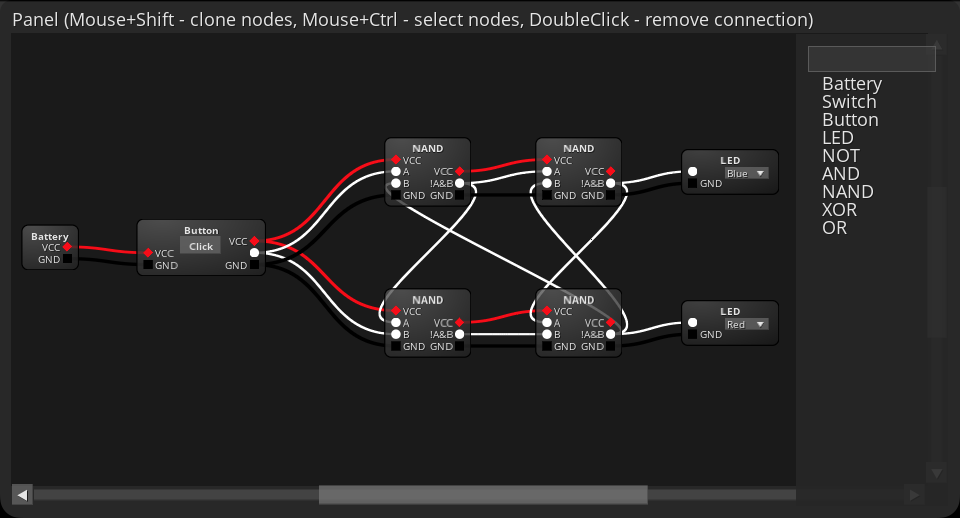 Panel (Mouse+Shift - clone nodes, Mouse+Ctrl - select nodes, DoubleClick - remove connection)
Battery
VCC
GND
Button
Click
VCC
VCC
GND
GND
NAND
VCC
A
VCC
B
!A&B
GND
GND
NAND
VCC
A
VCC
B
!A&B
GND
GND
LED
Blue
GND
NAND
VCC
A
VCC
B
!A&B
GND
GND
NAND
VCC
A
VCC
B
!A&B
GND
GND
LED
Red
GND
Battery
Switch
Button
LED
NOT
AND
NAND
XOR
OR